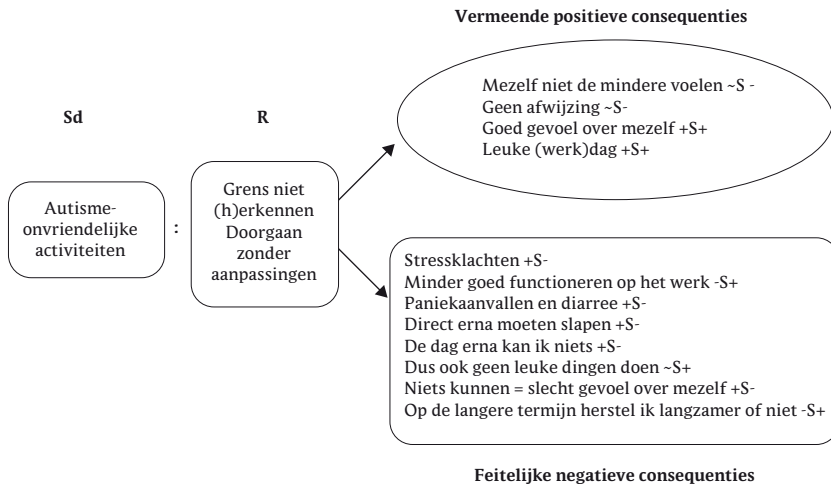 Vermeende positieve consequenties
Mezelf niet de mindere voelen ~S -
Geen afwijzing ~S-
Goed gevoel over mezelf +S+
Leuke (werk)dag +S+
Sd
R
Autisme-
onvriendelijke
activiteiten
:
Grens niet
(h)erkennen
Doorgaan
zonder
aanpassingen
Stressklachten +S-
Minder goed functioneren op het werk -S+
Paniekaanvallen en diarree +S-
Direct erna moeten slapen +S-
De dag erna kan ik niets +S-
Dus ook geen leuke dingen doen ~S+
Niets kunnen = slecht gevoel over mezelf +S-
Op de langere termijn herstel ik langzamer of niet -S+
Feitelijke negatieve consequenties